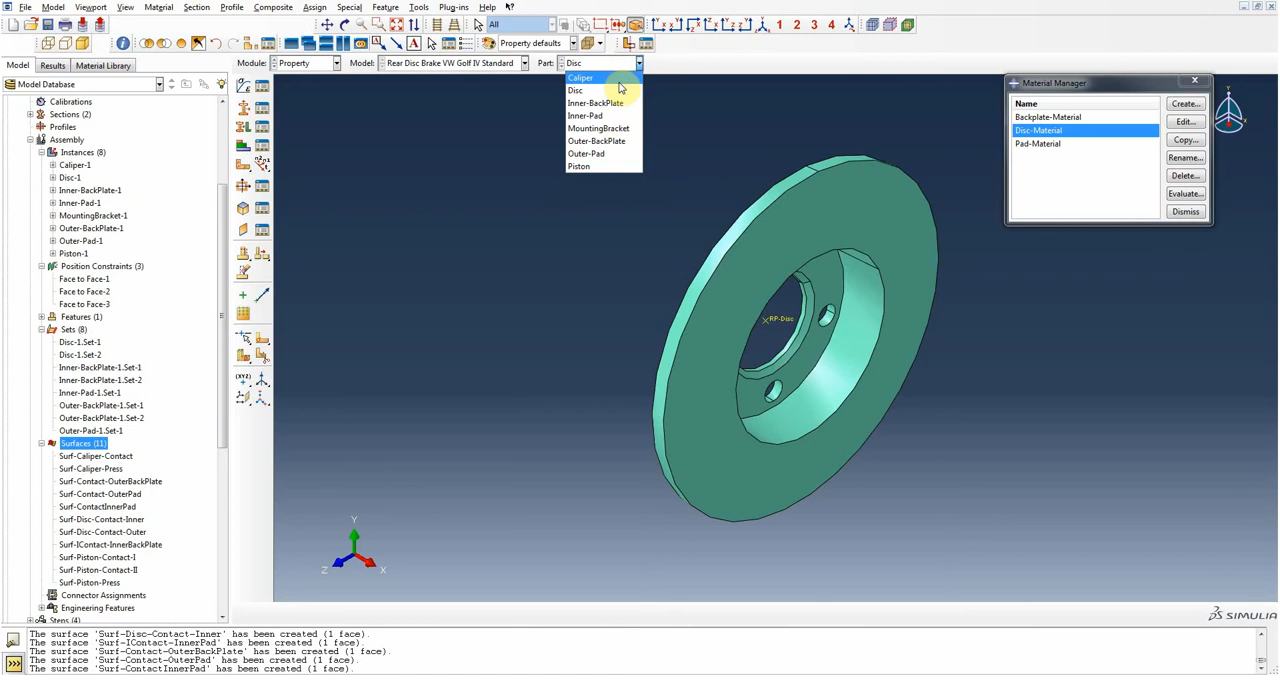 File Model Viewport View Material Section Profile Composite Assign Special Feature Tools Plug-ins Help
All
1 2 3 4
Property defaults
Model Results Material Library
Module: Property Model: Rear Disc Brake VW Golf IV Standard Part: Disc
Caliper
Disc
Inner-BackPlate
Inner-Pad
MountingBracket
Outer-BackPlate
Outer-Pad
Piston
Model Database
Calibrations
Sections (2)
Profiles
Assembly
Instances (8)
Caliper-1
Disc-1
Inner-BackPlate-1
Inner-Pad-1
MountingBracket-1
Outer-BackPlate-1
Outer-Pad-1
Piston-1
Position Constraints (3)
Face to Face-1
Face to Face-2
Face to Face-3
Features (1)
Sets (8)
Disc-1.Set-1
Disc-1.Set-2
Inner-BackPlate-1.Set-1
Inner-BackPlate-1.Set-2
Inner-Pad-1.Set-1
Outer-BackPlate-1.Set-1
Outer-BackPlate-1.Set-2
Outer-Pad-1.Set-1
Surfaces (11)
Surf-Caliper-Contact
Surf-Caliper-Press
Surf-Contact-OuterBackPlate
Surf-Contact-OuterPad
Surf-ContactInnerPad
Surf-Disc-Contact-Inner
Surf-Disc-Contact-Outer
Surf-IContact-InnerBackPlate
Surf-Piston-Contact-I
Surf-Piston-Contact-II
Surf-Piston-Press
Connector Assignments
Engineering Features
Steps (4)
Material Manager
Name
Backplate-Material
Disc-Material
Pad-Material
Create...
Edit...
Copy...
Rename...
Delete...
Evaluate...
Dismiss
RP-Disc
Y
Z
X
SIMULIA
The surface 'Surf-Disc-Contact-Inner' has been created (1 face).
The surface 'Surf-IContact-InnerPad' has been created (1 face).
The surface 'Surf-Contact-OuterBackPlate' has been created (1 face).
The surface 'Surf-Contact-OuterPad' has been created (1 face).
The surface 'Surf-ContactInnerPad' has been created (1 face).